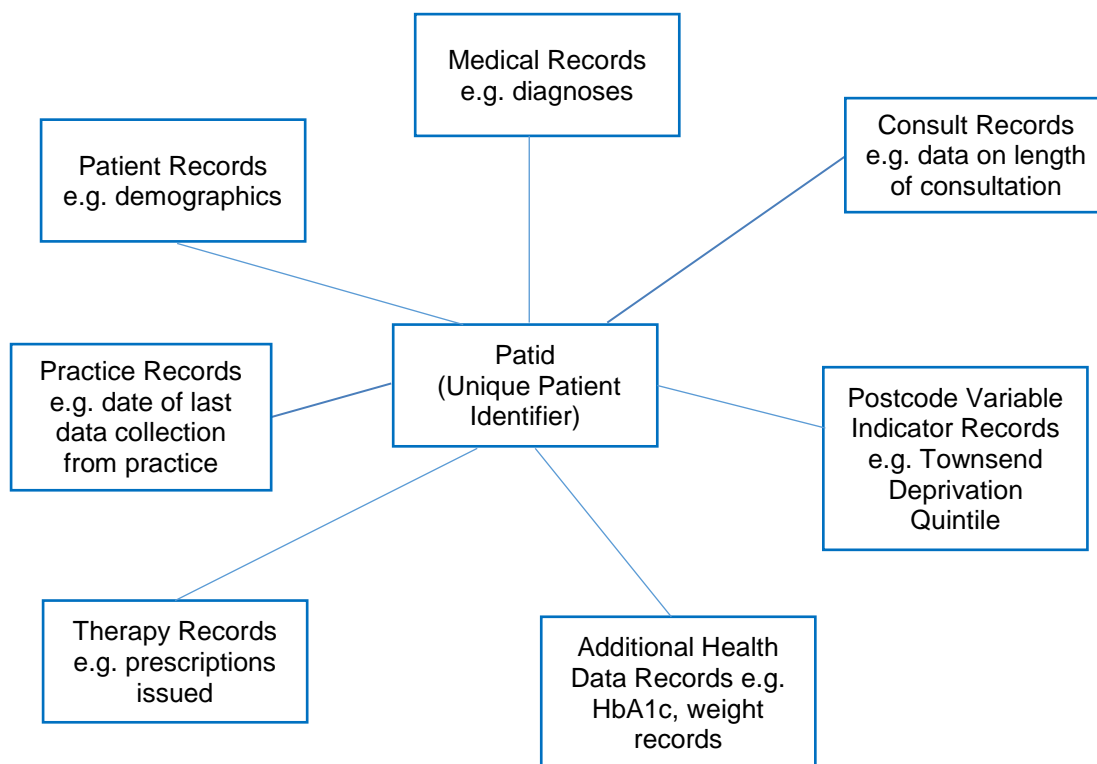 Medical Records
e.g. diagnoses
Consult Records
e.g. data on length
of consultation
Patient Records
e.g. demographics
Patid
(Unique Patient
Identifier)
Practice Records
e.g. date of last
data collection
from practice
Postcode Variable
Indicator Records
e.g. Townsend
Deprivation
Quintile
Therapy Records
e.g. prescriptions
issued
Additional Health
Data Records e.g.
HbA1c, weight
records